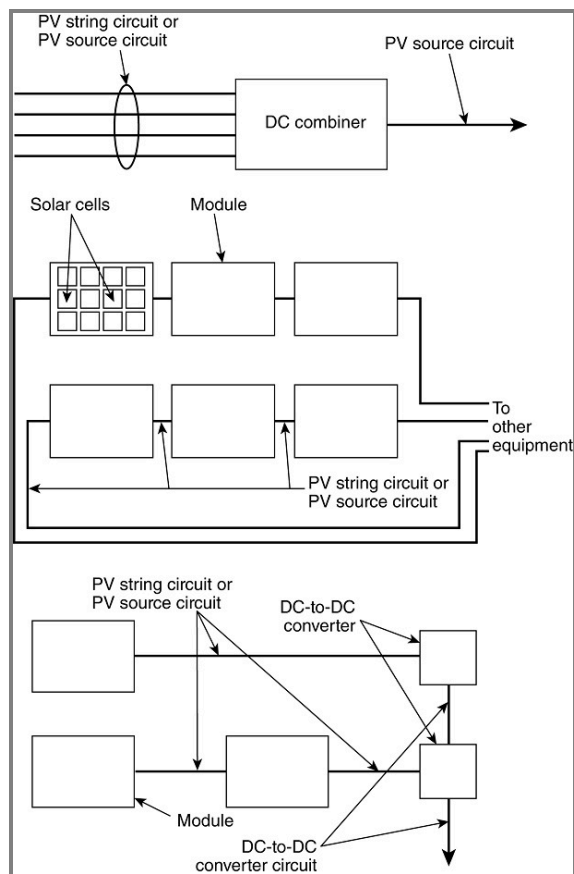 PV string circuit or
PV source circuit
PV source circuit
DC combiner
Solar cells
Module
To
other
equipment
PV string circuit or
PV source circuit
PV string circuit or
PV source circuit
DC-to-DC
converter
Module
DC-to-DC
converter circuit